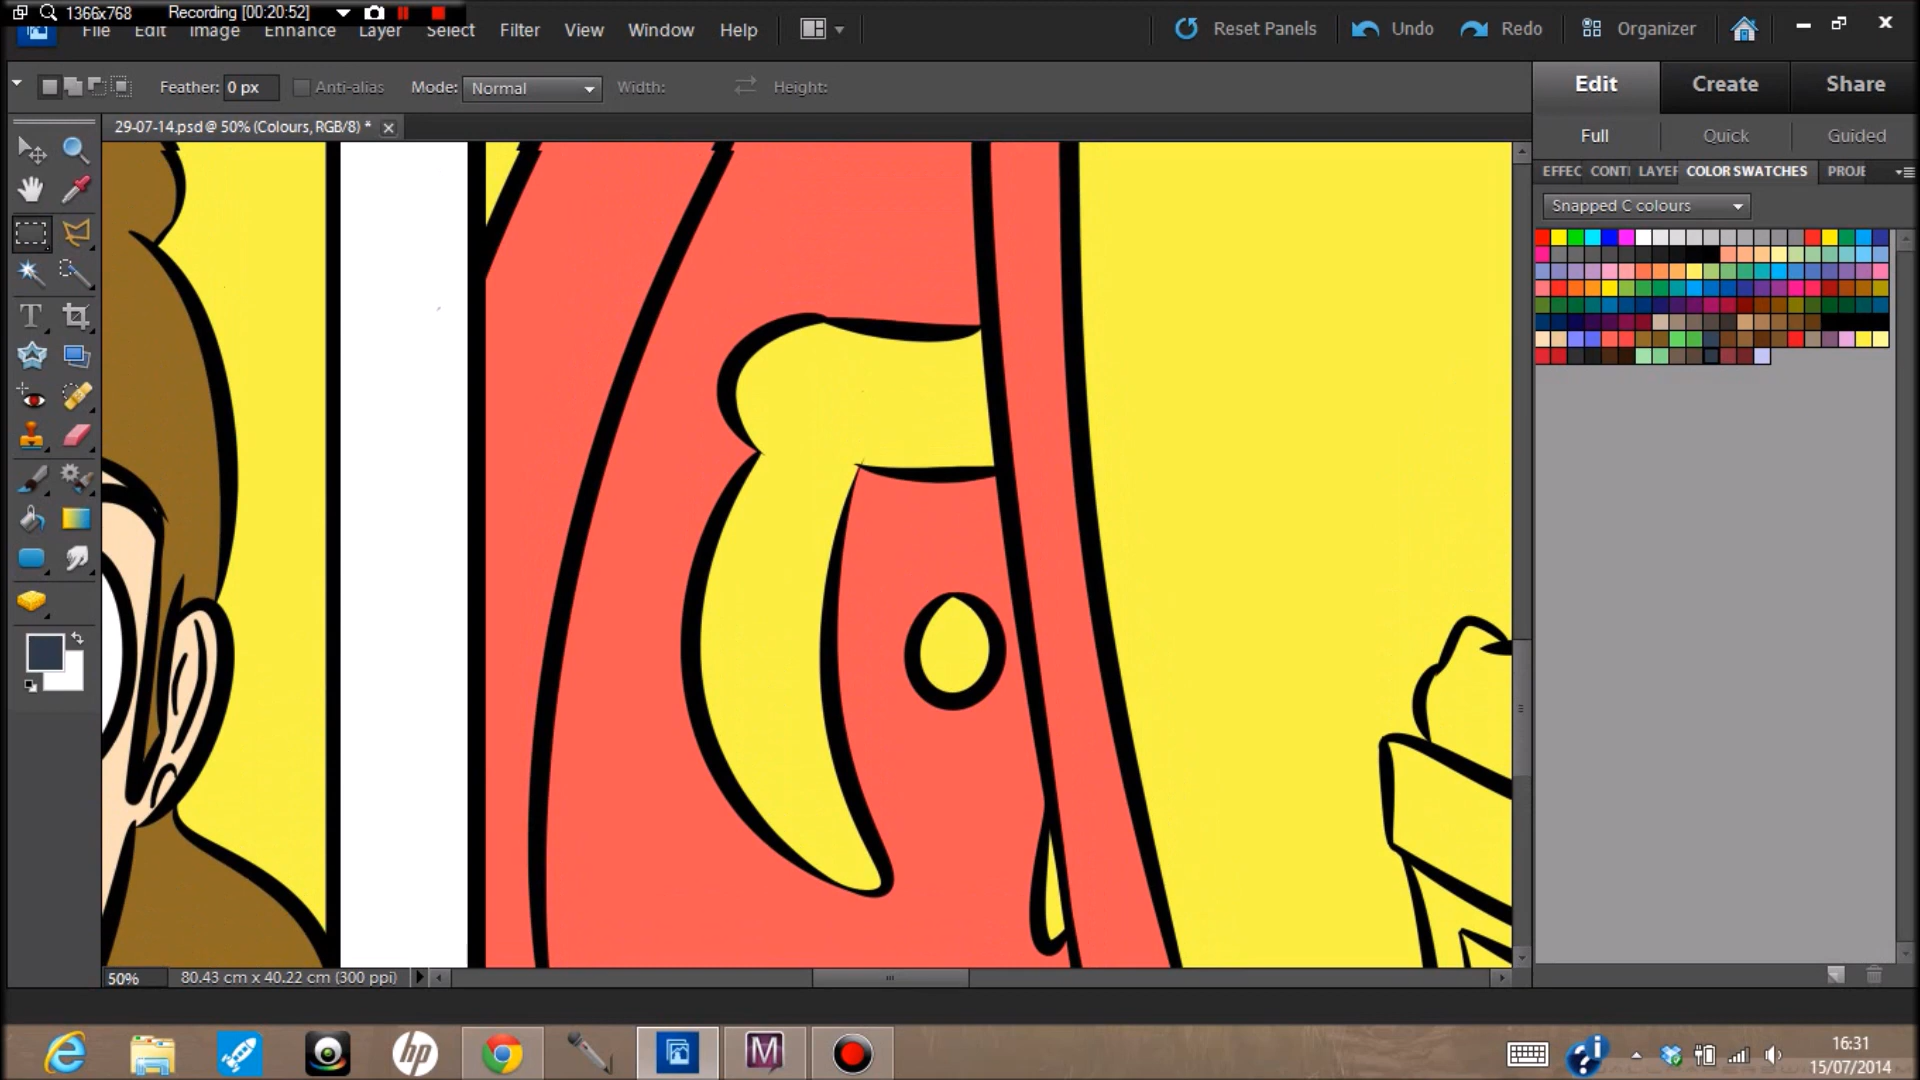 1366x768 Recording [00:20:52]
File Edit Image Enhance Layer Select Filter View Window Help Reset Panels Undo Redo Organizer
Feather: 0 px Anti-alias Mode: Normal Width: Height:
Edit Create Share
29-07-14.psd @ 50% (Colours, RGB/8) *
Full Quick Guided
EFFEC CONTI LAYEF COLOR SWATCHES PROJE
Snapped C colours
T
50% 80.43 cm x 40.22 cm (300 ppi)
hp
M
16:31
15/07/2014